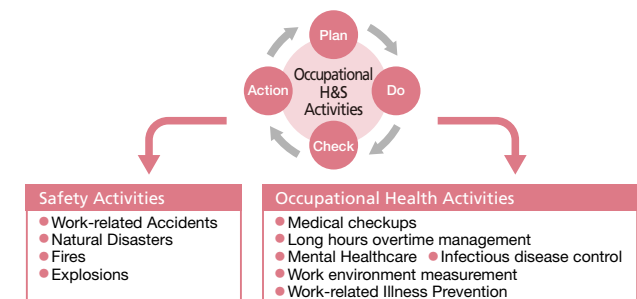 Plan
Occupational
H&S
Activities
Action
Do
Check
Safety Activities
●Work-related Accidents
●Natural Disasters
●Fires
●Explosions
Occupational Health Activities
●Medical checkups
●Long hours overtime management
●Mental Healthcare ●Infectious disease control
●Work environment measurement
●Work-related Illness Prevention